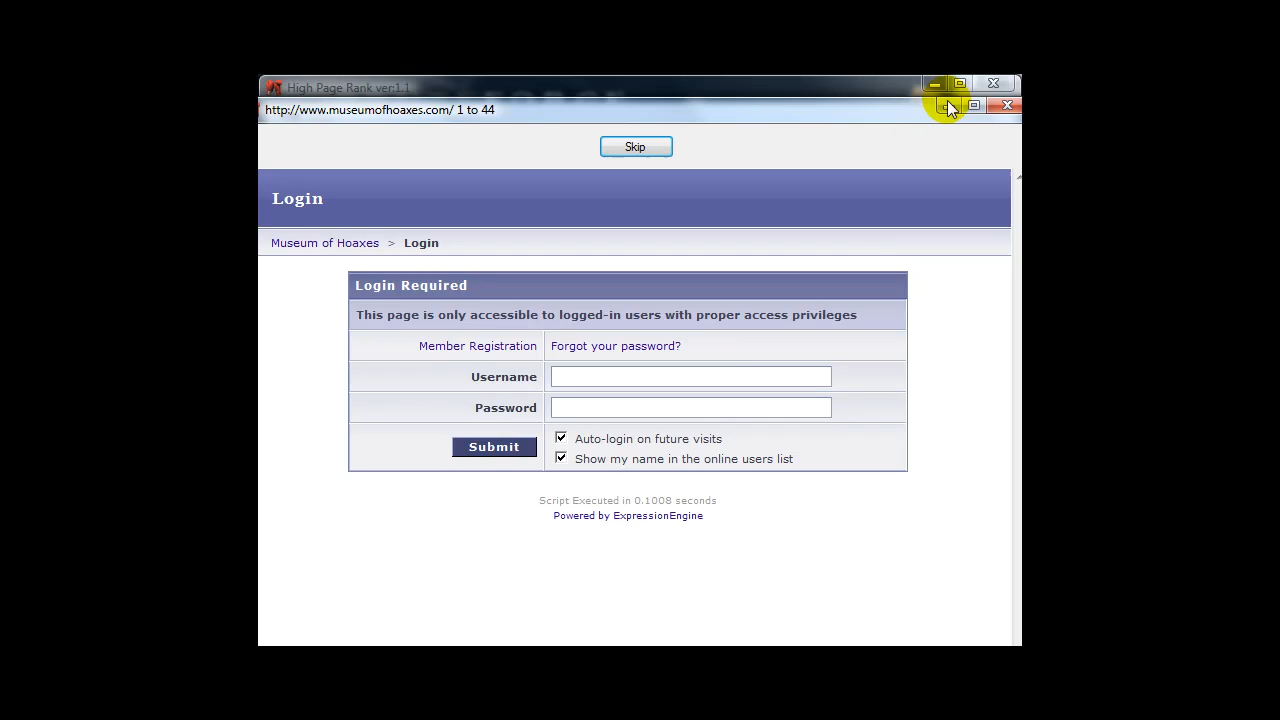 High Page Rank ver:1.1
http://www.museumofhoaxes.com/ 1 to 44
Skip
Login
Museum of Hoaxes > Login
Login Required
This page is only accessible to logged-in users with proper access privileges
Member Registration Forgot your password?
Username
Password
Submit
Auto-login on future visits
Show my name in the online users list
Script Executed in 0.1008 seconds
Powered by ExpressionEngine